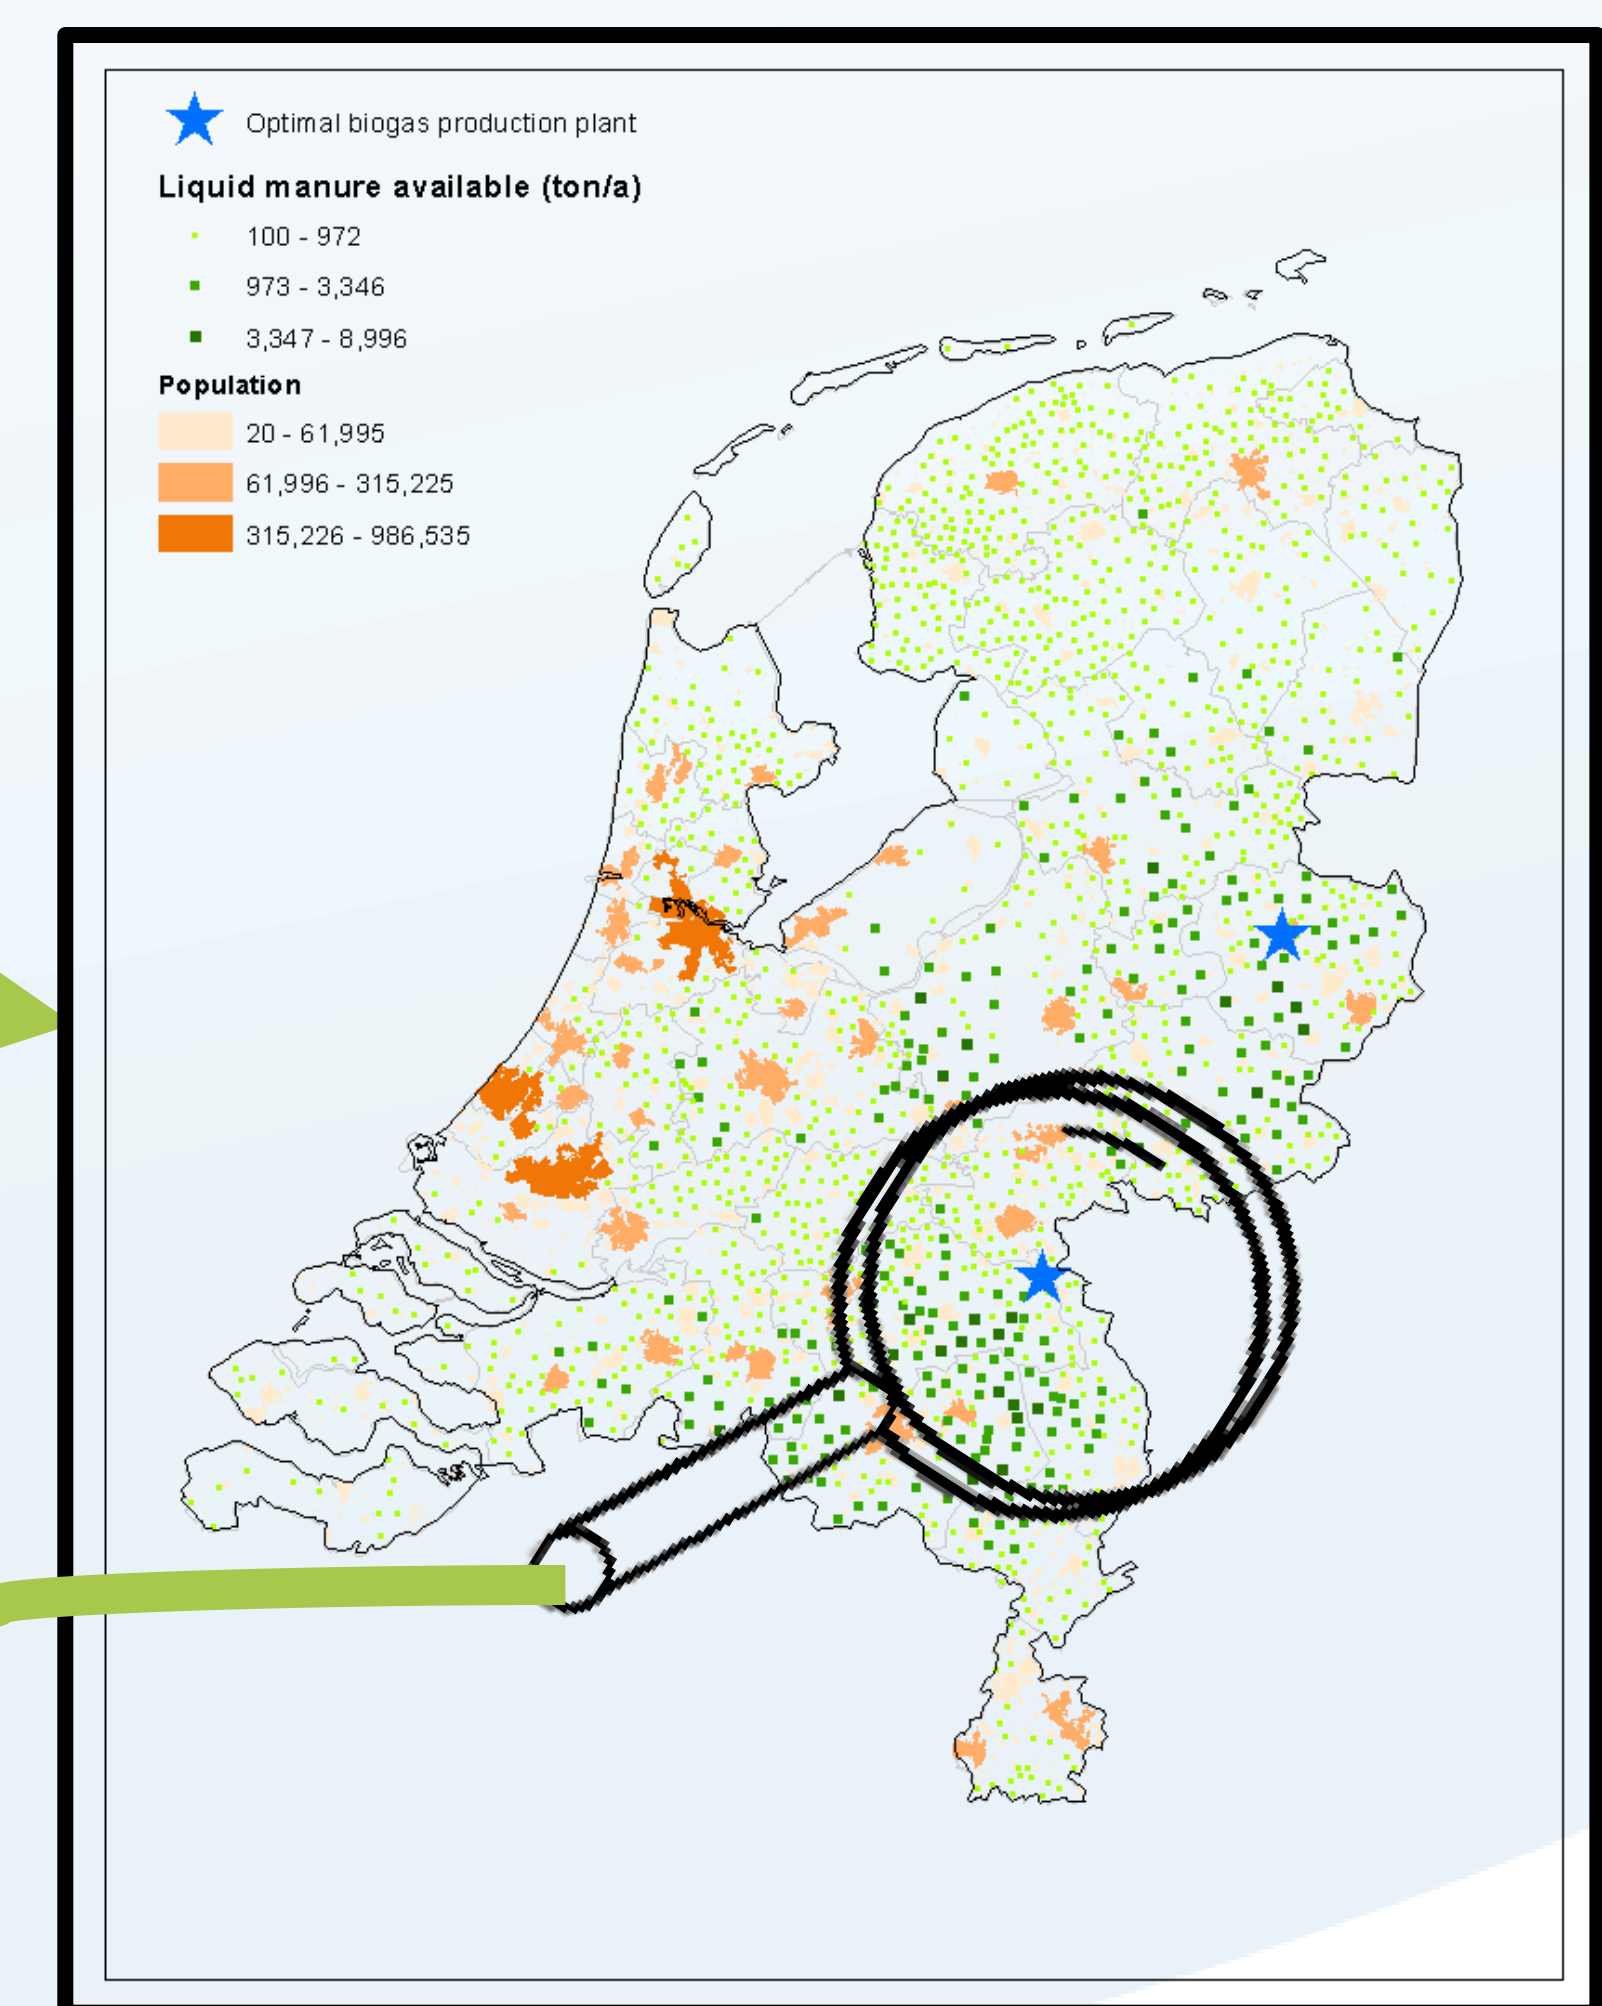 Optimal biogas production plant
Liquid manure available (ton/a)
100 - 972
973 - 3,346
3,347 - 8,996
Population
20 - 61,995
61,996 - 315,225
315,226 - 986,535